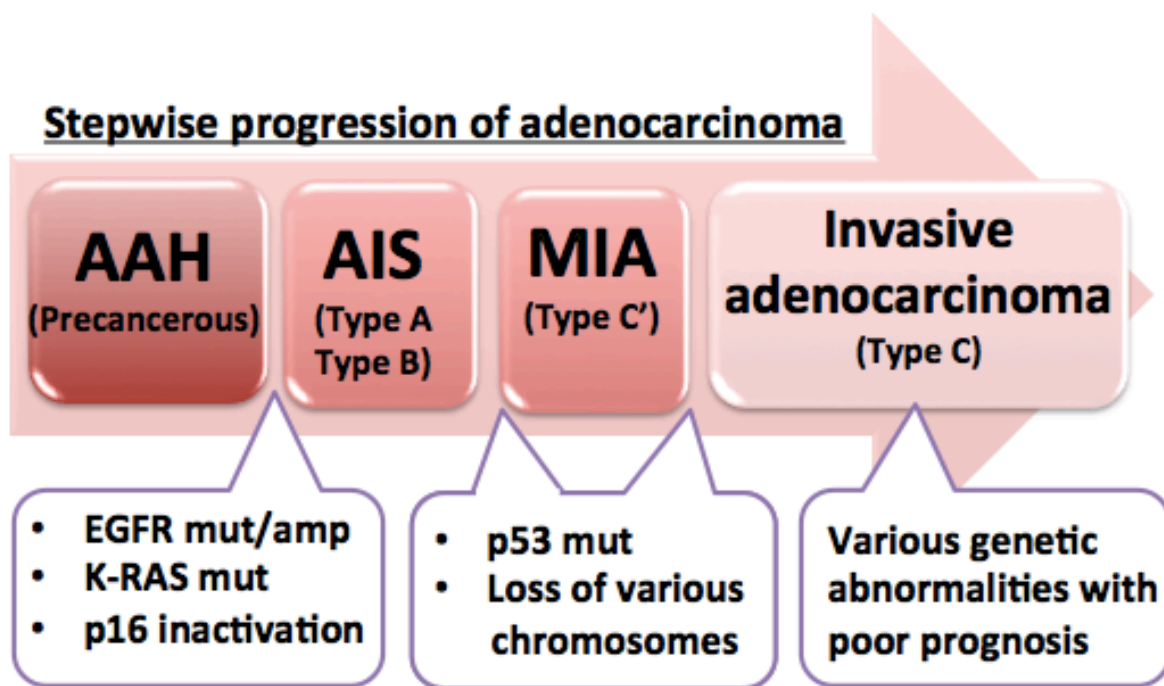 Stepwise progression of adenocarcinoma
AAH
(Precancerous)
AIS
(Type A
Type B)
MIA
(Type C’)
Invasive
adenocarcinoma
(Type C)
• EGFR mut/amp
• K-RAS mut
• p16 inactivation
• p53 mut
• Loss of various
chromosomes
Various genetic
abnormalities with
poor prognosis